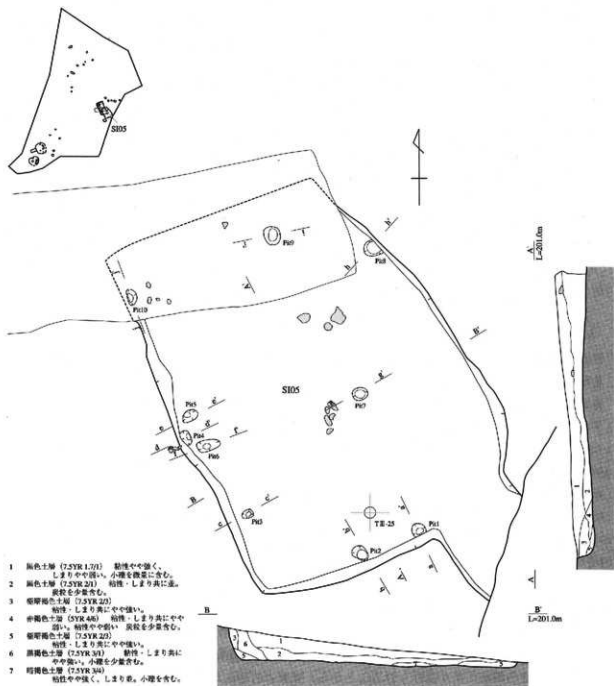 SI05
A'
L=201.0m
b'
Pit9
1'
2'
Pit8
b
Pit10
B'
SI05
g'
Pit5
e'
Pit7
Pit4
d'
e
f'
d
Pit6
B
c'
Pit3
c
TⅡ-25
Pit1
Pit2
a
A'
A
B
B'
L=201.0m
1 黒色土層 (7.5YR 1.7/1) 粘性やや強く、
しまりやや弱い。小礫を微量に含む。
2 黒色土層 (7.5YR 2/1) 粘性・しまり共に並。
炭粒を少量含む。
3 極暗褐色土層 (7.5YR 2/3)
粘性・しまり共にやや強い。
4 赤褐色土層 (5YR 4/6) 粘性・しまり共にやや
弱い。粘性やや弱い 炭粒を少量含む。
5 極暗褐色土層 (7.5YR 2/3)
粘性・しまり共にやや強い。
6 黒褐色土層 (7.5YR 3/1) 粘性・しまり共に
やや強い。小礫を少量含む。
7 暗褐色土層 (7.5YR 3/4)
粘性やや強く、しまり並。小礫を含む。